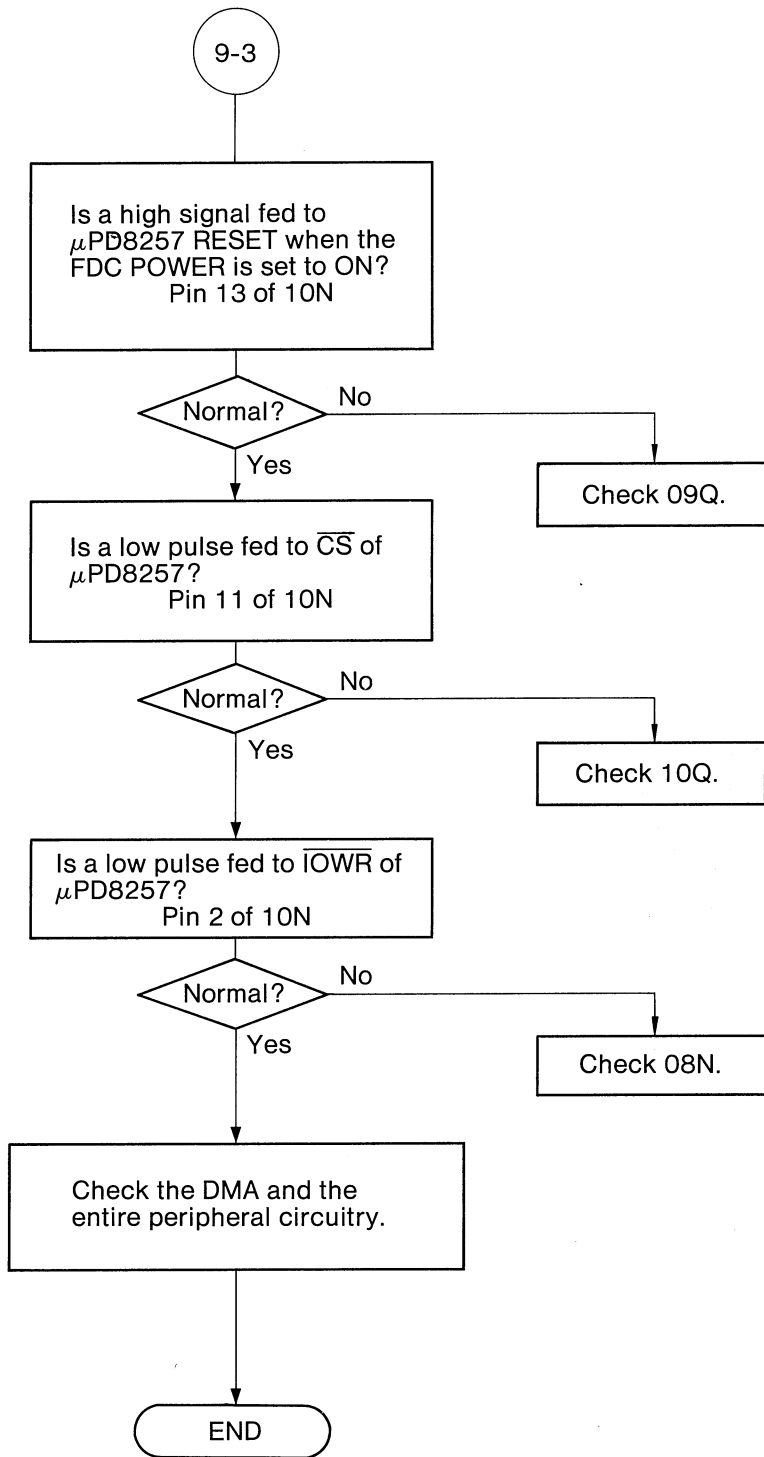 9-3
Is a high signal fed to
μPD8257 RESET when the
FDC POWER is set to ON?
Pin 13 of 10N
Normal?
No
Yes
Check 09Q.
Is a low pulse fed to C̅S̅ of
μPD8257?
Pin 11 of 10N
Normal?
No
Yes
Check 10Q.
Is a low pulse fed to I̅O̅W̅R̅ of
μPD8257?
Pin 2 of 10N
Normal?
No
Yes
Check 08N.
Check the DMA and the
entire peripheral circuitry.
END